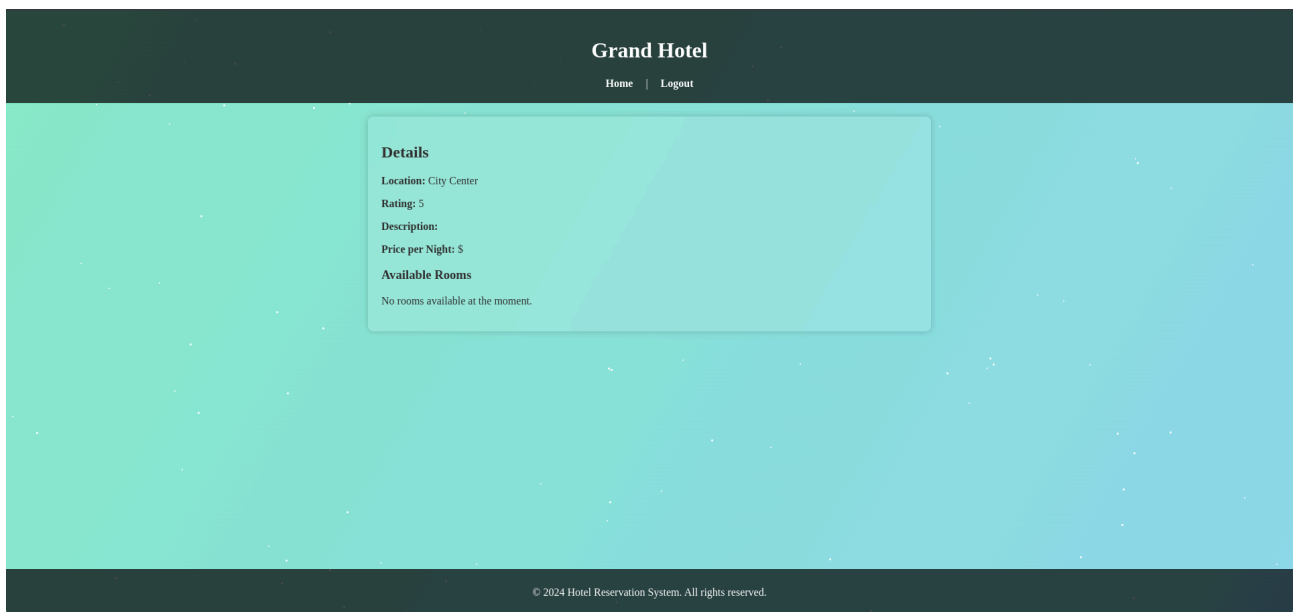 Grand Hotel
Home | Logout
Details
Location: City Center
Rating: 5
Description:
Price per Night: $
Available Rooms
No rooms available at the moment.
© 2024 Hotel Reservation System. All rights reserved.